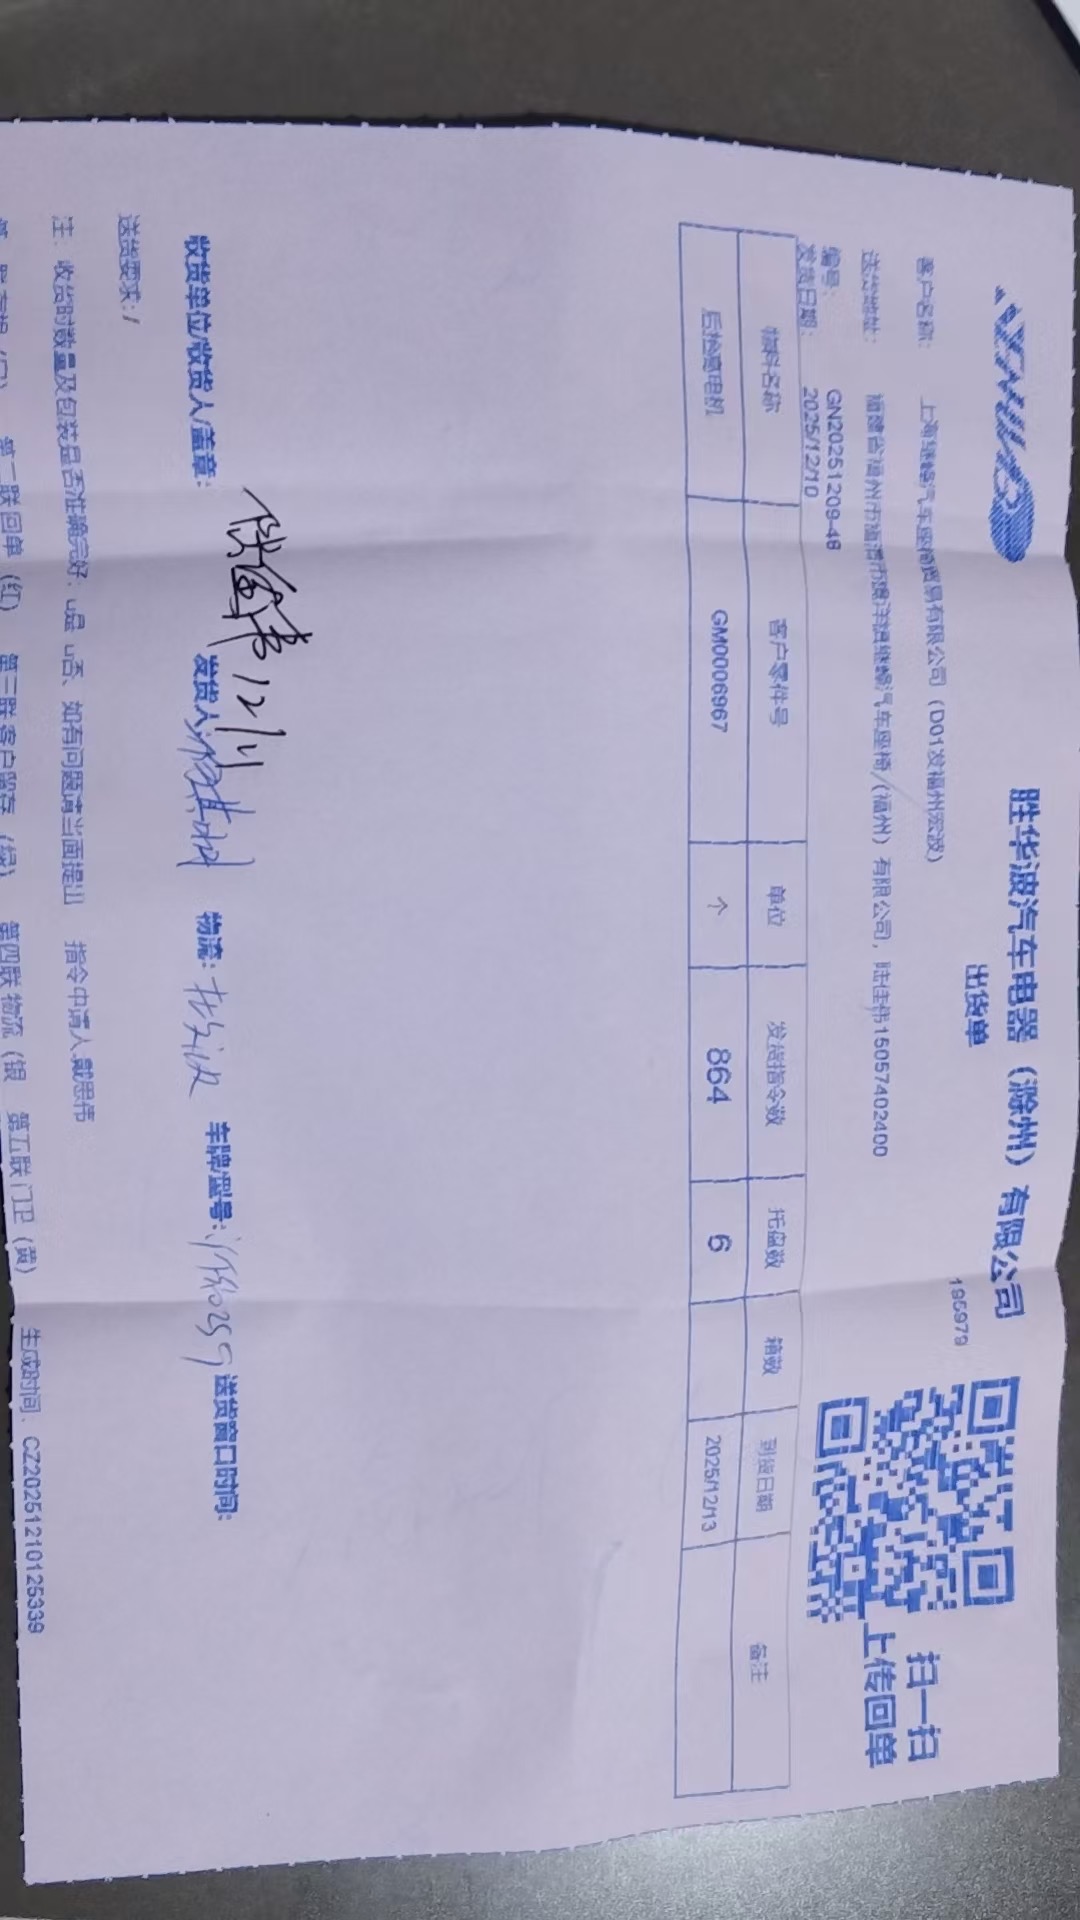 胜华波汽车电器（滁州）有限公司
出货单
195979
扫一扫
上传回单
客户名称： 上海继峰汽车座椅贸易有限公司（D01发福州宏波）
送货地址： 福建省福州市福清市镜洋镇继峰汽车座椅（福州）有限公司，陆佳伟15057402400
编号： GN20251209-48
发货日期： 2025/12/10
物料名称 客户零件号 单位 发货指令数 托盘数 箱数 到货日期 备注
GM0006967 个 864 6 2025/12/13
收货单位/收货人/盖章： 发货人: 物流: 车牌温号: 送货窗口时间:
送货要求: /
注：收货时数量及包装是否准确完好：u是 u否、如有问题请当面提出 指令申请人:戴思伟
第二联回单（红） 第三联客户留存（绿） 第四联物流（银 第五联门卫（黄） 生成时间：CZ20251210125339